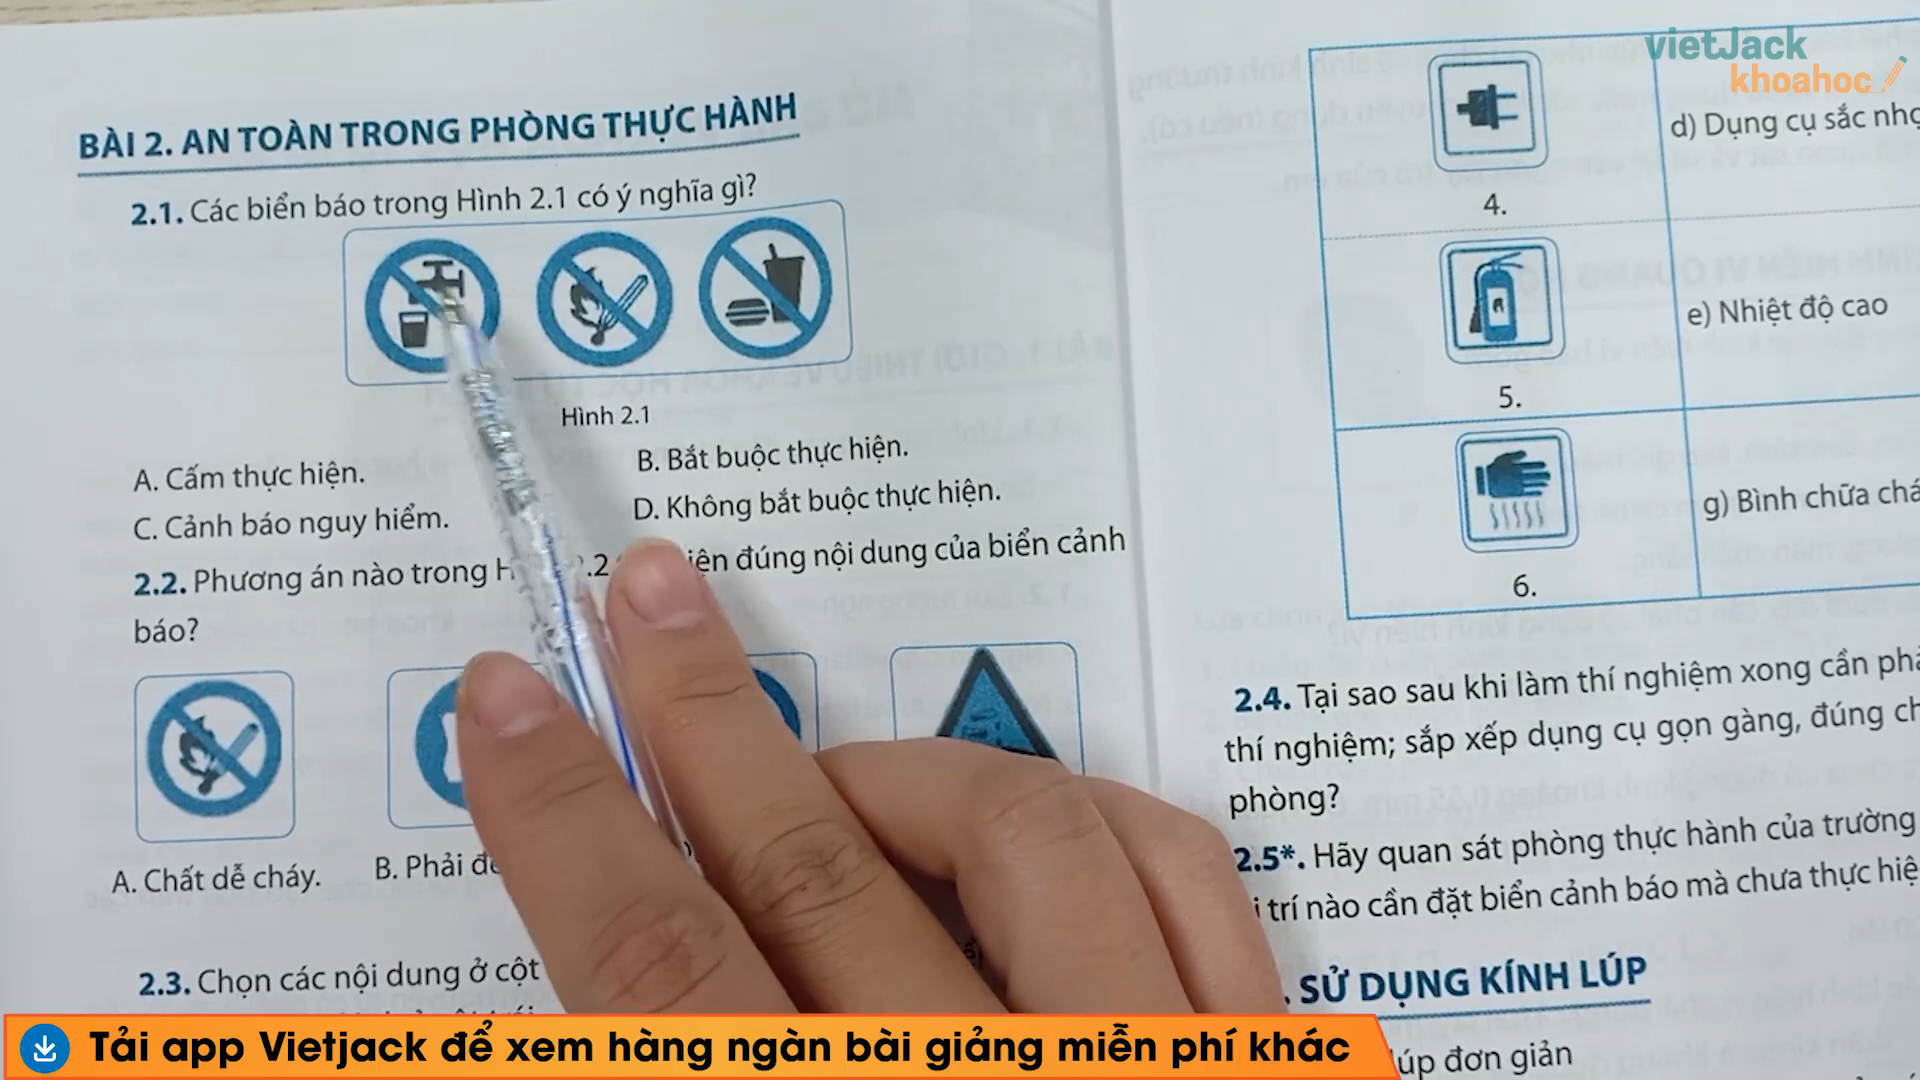 BÀI 2. AN TOÀN TRONG PHÒNG THỰC HÀNH
2.1. Các biển báo trong Hình 2.1 có ý nghĩa gì?
Hình 2.1
A. Cấm thực hiện.
B. Bắt buộc thực hiện.
C. Cảnh báo nguy hiểm.
D. Không bắt buộc thực hiện.
2.2. Phương án nào trong .2 đúng nội dung của biển cảnh
báo?
A. Chất dễ cháy.
B. Phải
2.3. Chọn các nội dung ở cột
vietJack
khoahoc
4.
d) Dụng cụ sắc
5.
e) Nhiệt độ cao
6.
g) Bình chữa
2.4. Tại sao sau khi làm thí nghiệm xong cần
thí nghiệm; sắp xếp dụng cụ gọn gàng, đúng
phòng?
2.5*. Hãy quan sát phòng thực hành của trường
trí nào cần đặt biển cảnh báo mà chưa thực
. SỬ DỤNG KÍNH LÚP
lúp đơn giản
Tải app Vietjack để xem hàng ngàn bài giảng miễn phí khác